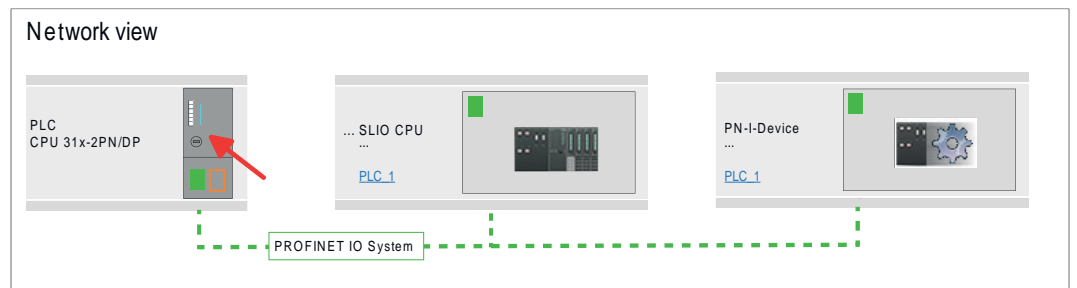 Network view
PLC
CPU 31x-2PN/DP
... SLIO CPU
...
PLC_1
PN-I-Device
...
PLC_1
PROFINET IO System